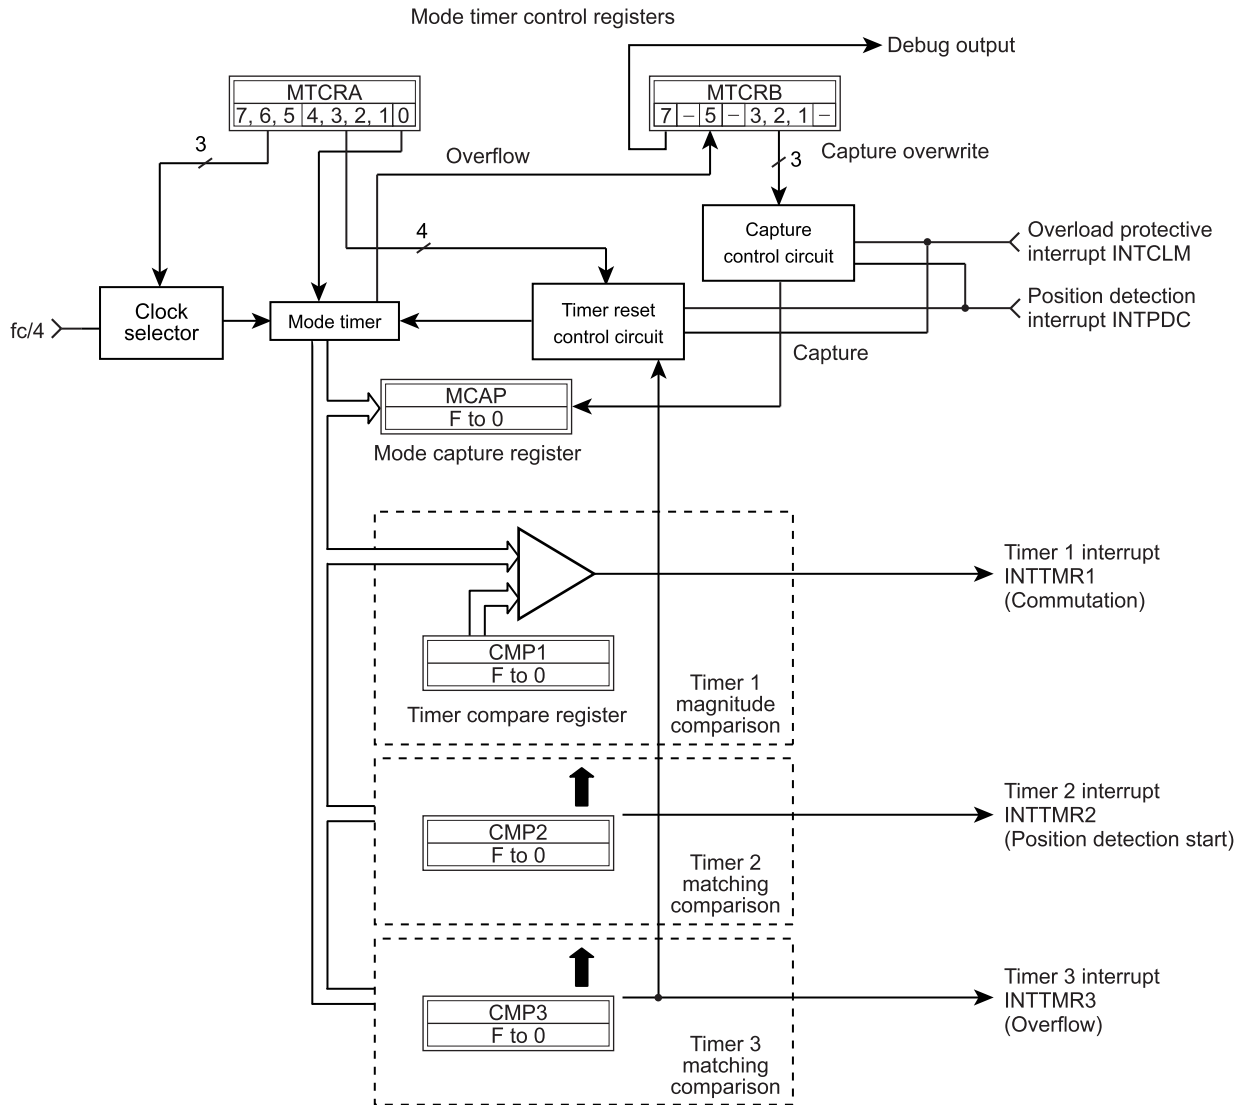 Mode timer control registers
Debug output
MTCRA
7, 6, 5 4, 3, 2, 1 0
MTCRB
7 – 5 – 3, 2, 1 –
3
Overflow
3
Capture overwrite
4
Capture
control circuit
Overload protective
interrupt INTCLM
Position detection
interrupt INTPDC
fc/4
Clock
selector
Mode timer
Timer reset
control circuit
Capture
MCAP
F to 0
Mode capture register
Timer 1 interrupt
INTTMR1
(Commutation)
CMP1
F to 0
Timer compare register
Timer 1
magnitude
comparison
Timer 2 interrupt
INTTMR2
(Position detection start)
CMP2
F to 0
Timer 2
matching
comparison
Timer 3 interrupt
INTTMR3
(Overflow)
CMP3
F to 0
Timer 3
matching
comparison